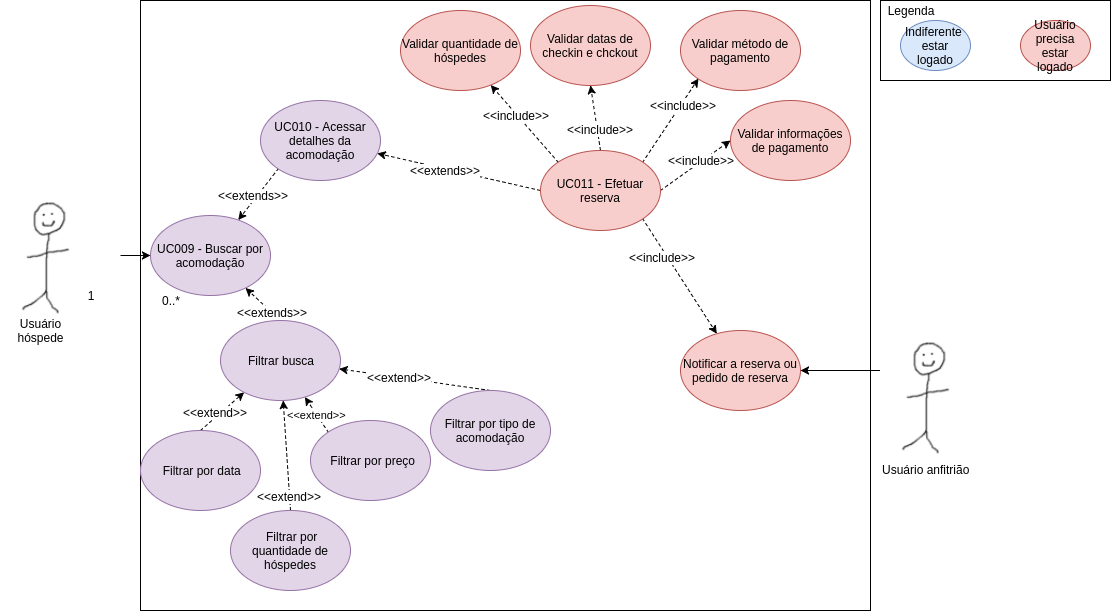 Legenda
Indiferente
estar
logado
Usuário
precisa
estar
logado
Validar quantidade de
hóspedes
Validar datas de
checkin e chckout
Validar método de
pagamento
<<include>>
<<include>>
<<include>>
Validar informações
de pagamento
<<include>>
UC010 - Acessar
detalhes da
acomodação
<<extends>>
UC011 - Efetuar
reserva
<<extends>>
<<include>>
UC009 - Buscar por
acomodação
1
0..*
Usuário
hóspede
<<extends>>
Filtrar busca
Notificar a reserva ou
pedido de reserva
<<extend>>
<<extend>>
<<extend>>
Filtrar por tipo de
acomodação
Filtrar por data
Filtrar por preço
Usuário anfitrião
<<extend>>
Filtrar por
quantidade de
hóspedes